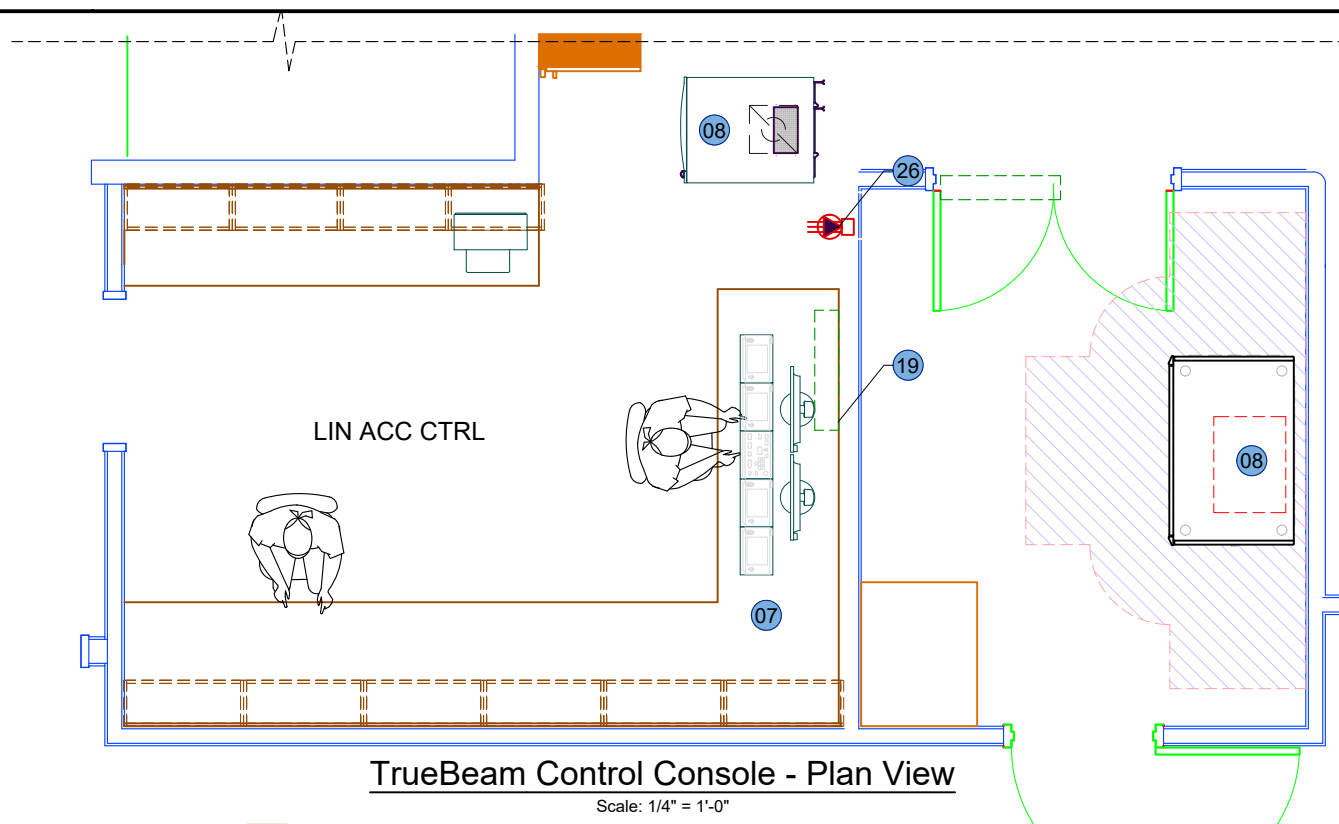 08
26
19
LIN ACC CTRL
08
07
TrueBeam Control Console - Plan View
Scale: 1/4" = 1'-0"